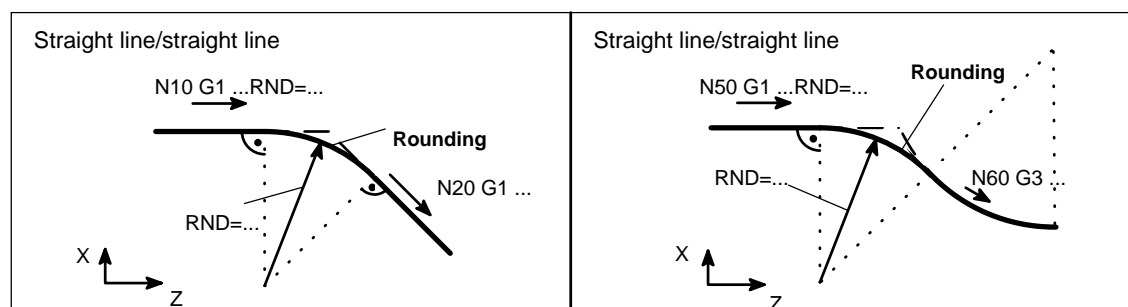 Straight line/straight line
N10 G1 ...RND=...
Rounding
N20 G1 ...
RND=...
X
Z
Straight line/straight line
N50 G1 ...RND=...
Rounding
RND=...
N60 G3 ...
X
Z